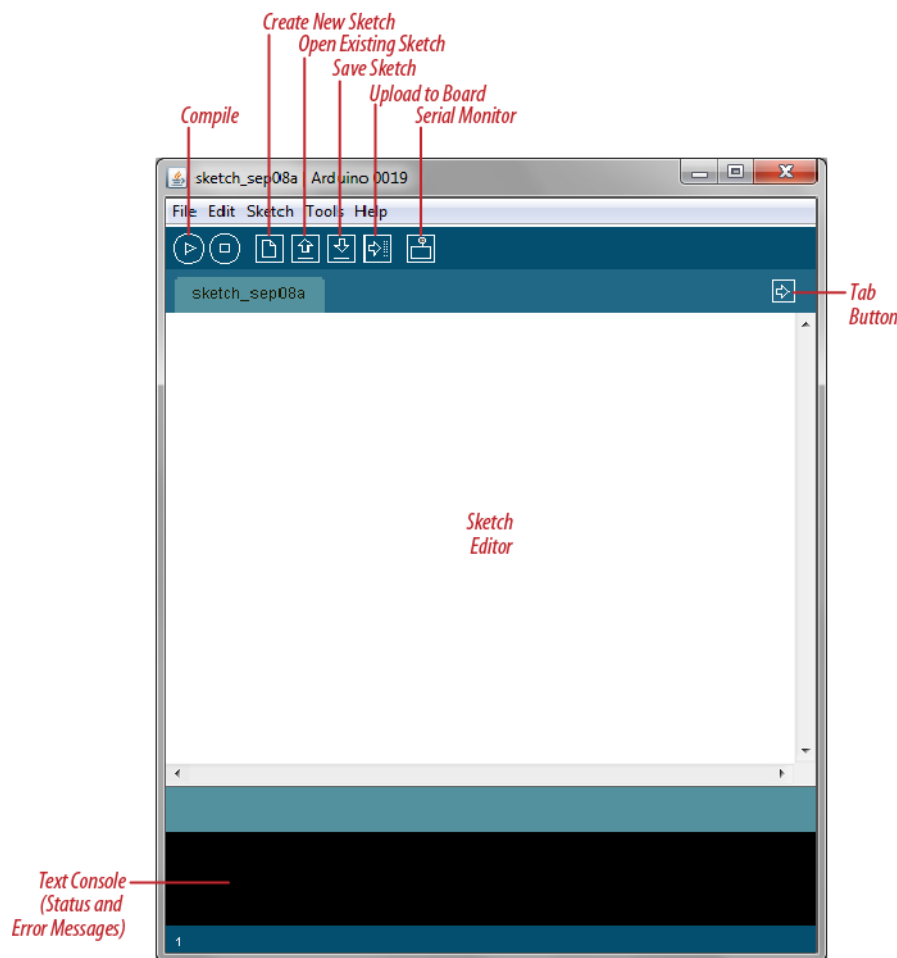 Create New Sketch
Open Existing Sketch
Save Sketch
Upload to Board
Compile
Serial Monitor
sketch_sep08a | Arduino 0019
File Edit Sketch Tools Help
sketch_sep08a
Tab
Button
Sketch
Editor
Text Console
(Status and
Error Messages)
1